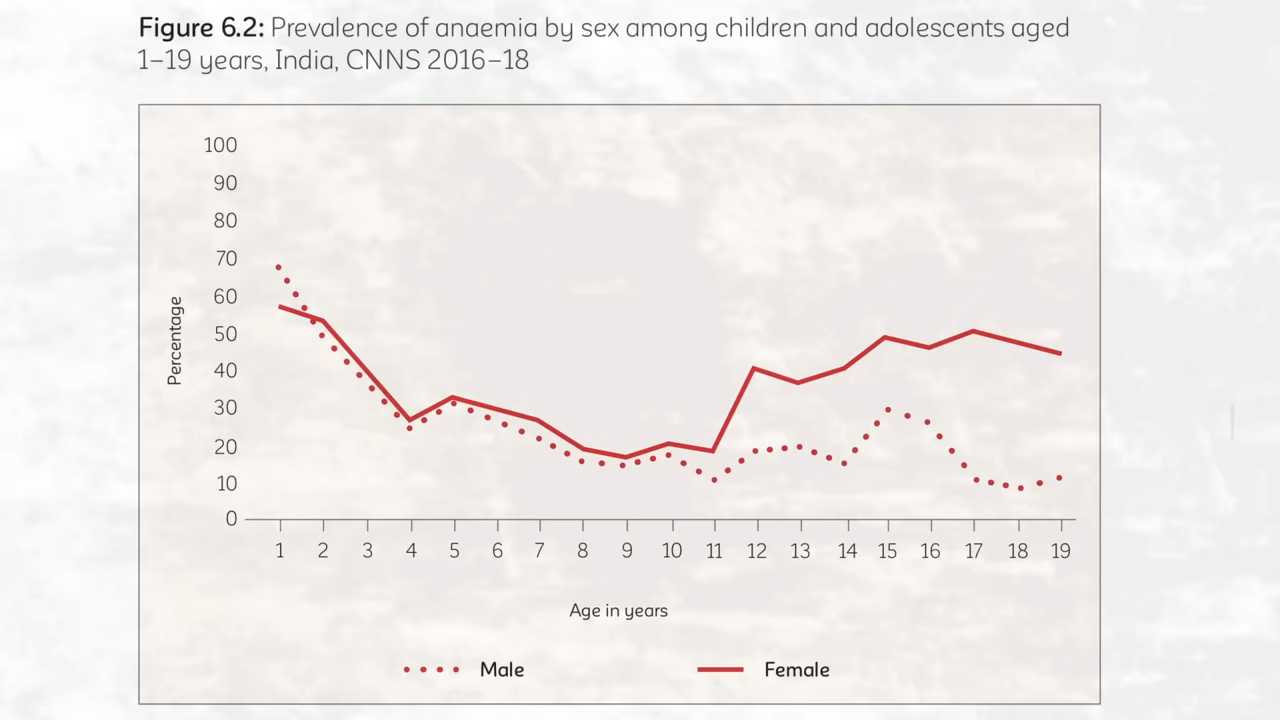 Figure 6.2: Prevalence of anaemia by sex among children and adolescents aged
1–19 years, India, CNNS 2016–18
100
90
80
70
60
50
40
30
20
10
0
Percentage
1 2 3 4 5 6 7 8 9 10 11 12 13 14 15 16 17 18 19
Age in years
Male Female